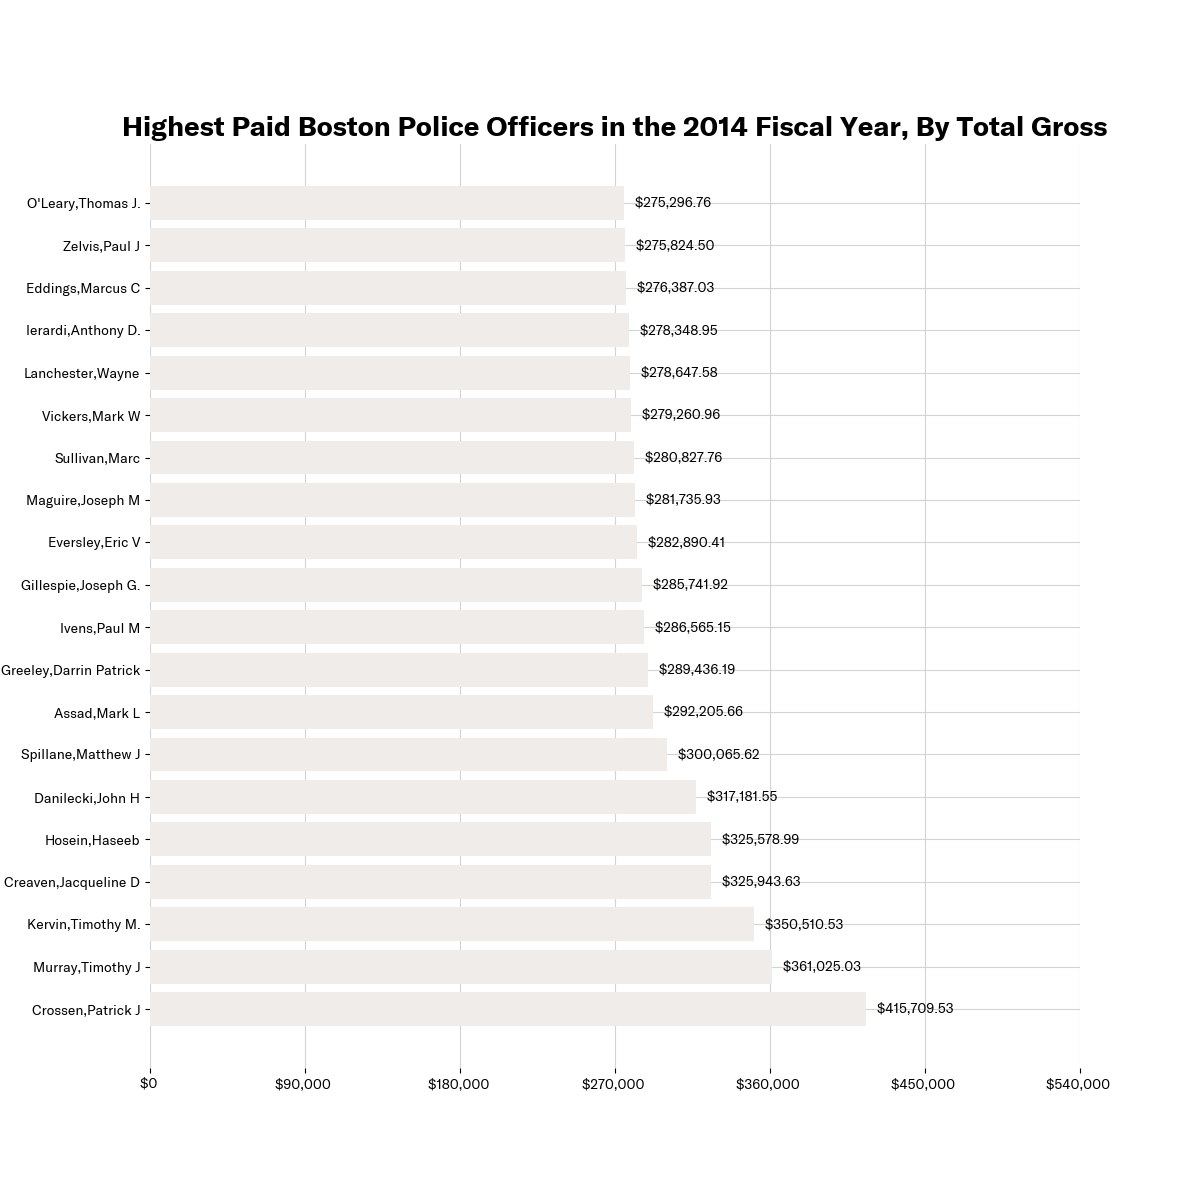 Highest Paid Boston Police Officers in the 2014 Fiscal Year, By Total Gross
O'Leary,Thomas J. $275,296.76
Zelvis,Paul J $275,824.50
Eddings,Marcus C $276,387.03
Ierardi,Anthony D. $278,348.95
Lanchester,Wayne $278,647.58
Vickers,Mark W $279,260.96
Sullivan,Marc $280,827.76
Maguire,Joseph M $281,735.93
Eversley,Eric V $282,890.41
Gillespie,Joseph G. $285,741.92
Ivens,Paul M $286,565.15
Greeley,Darrin Patrick $289,436.19
Assad,Mark L $292,205.66
Spillane,Matthew J $300,065.62
Danilecki,John H $317,181.55
Hosein,Haseeb $325,578.99
Creaven,Jacqueline D $325,943.63
Kervin,Timothy M. $350,510.53
Murray,Timothy J $361,025.03
Crossen,Patrick J $415,709.53
$0 $90,000 $180,000 $270,000 $360,000 $450,000 $540,000